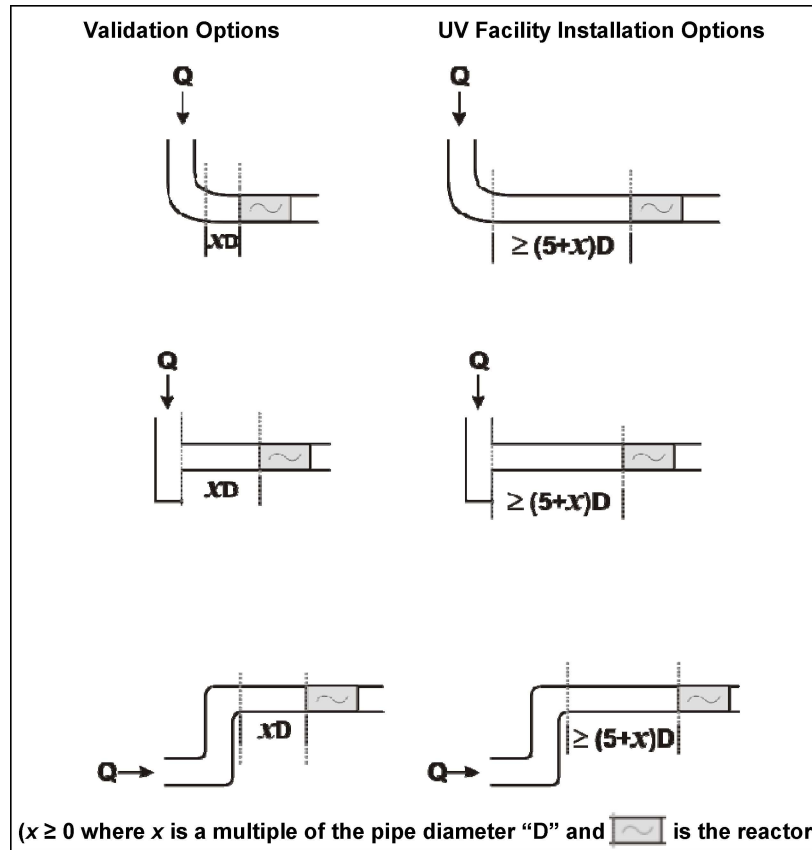 Validation Options
UV Facility Installation Options
Q
Q
xD
≥ (5+x)D
Q
Q
xD
≥ (5+x)D
xD
≥ (5+x)D
Q
Q
(x ≥ 0 where x is a multiple of the pipe diameter “D” and is the reactor